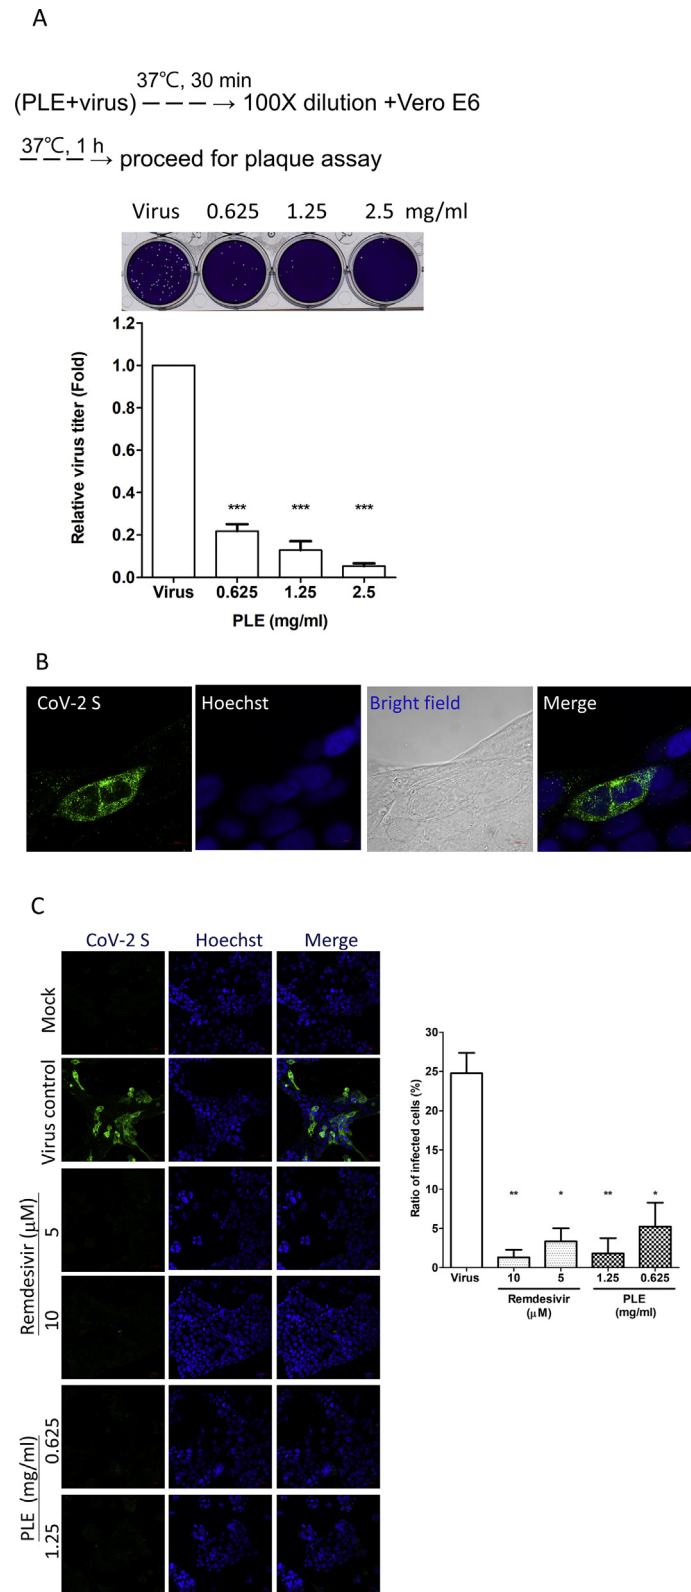 A
37℃, 30 min
(PLE+virus) — — — → 100X dilution +Vero E6
37℃, 1 h
— — — → proceed for plaque assay
Virus 0.625 1.25 2.5 mg/ml
1.2
1.0
0.8
0.6
0.4
0.2
0.0
Relative virus titer (Fold)
*** *** ***
Virus 0.625 1.25 2.5
PLE (mg/ml)
B
CoV-2 S Hoechst Bright field Merge
C
CoV-2 S Hoechst Merge
Mock
Virus control
Remdesivir (μM)
5
10
PLE (mg/ml)
0.625
1.25
30
25
20
15
10
5
0
Ratio of infected cells (%)
** * ** *
Virus 10 5 1.25 0.625
Remdesivir PLE
(μM) (mg/ml)